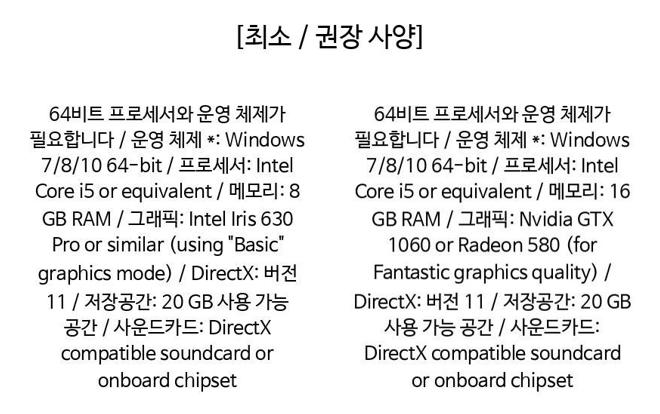 [최소 / 권장 사양]
64비트 프로세서와 운영 체제가
필요합니다 / 운영 체제 *: Windows
7/8/10 64-bit / 프로세서: Intel
Core i5 or equivalent / 메모리: 8
GB RAM / 그래픽: Intel Iris 630
Pro or similar (using "Basic"
graphics mode) / DirectX: 버전
11 / 저장공간: 20 GB 사용 가능
공간 / 사운드카드: DirectX
compatible soundcard or
onboard chipset
64비트 프로세서와 운영 체제가
필요합니다 / 운영 체제 *: Windows
7/8/10 64-bit / 프로세서: Intel
Core i5 or equivalent / 메모리: 16
GB RAM / 그래픽: Nvidia GTX
1060 or Radeon 580 (for
Fantastic graphics quality) /
DirectX: 버전 11 / 저장공간: 20 GB
사용 가능 공간 / 사운드카드:
DirectX compatible soundcard
or onboard chipset